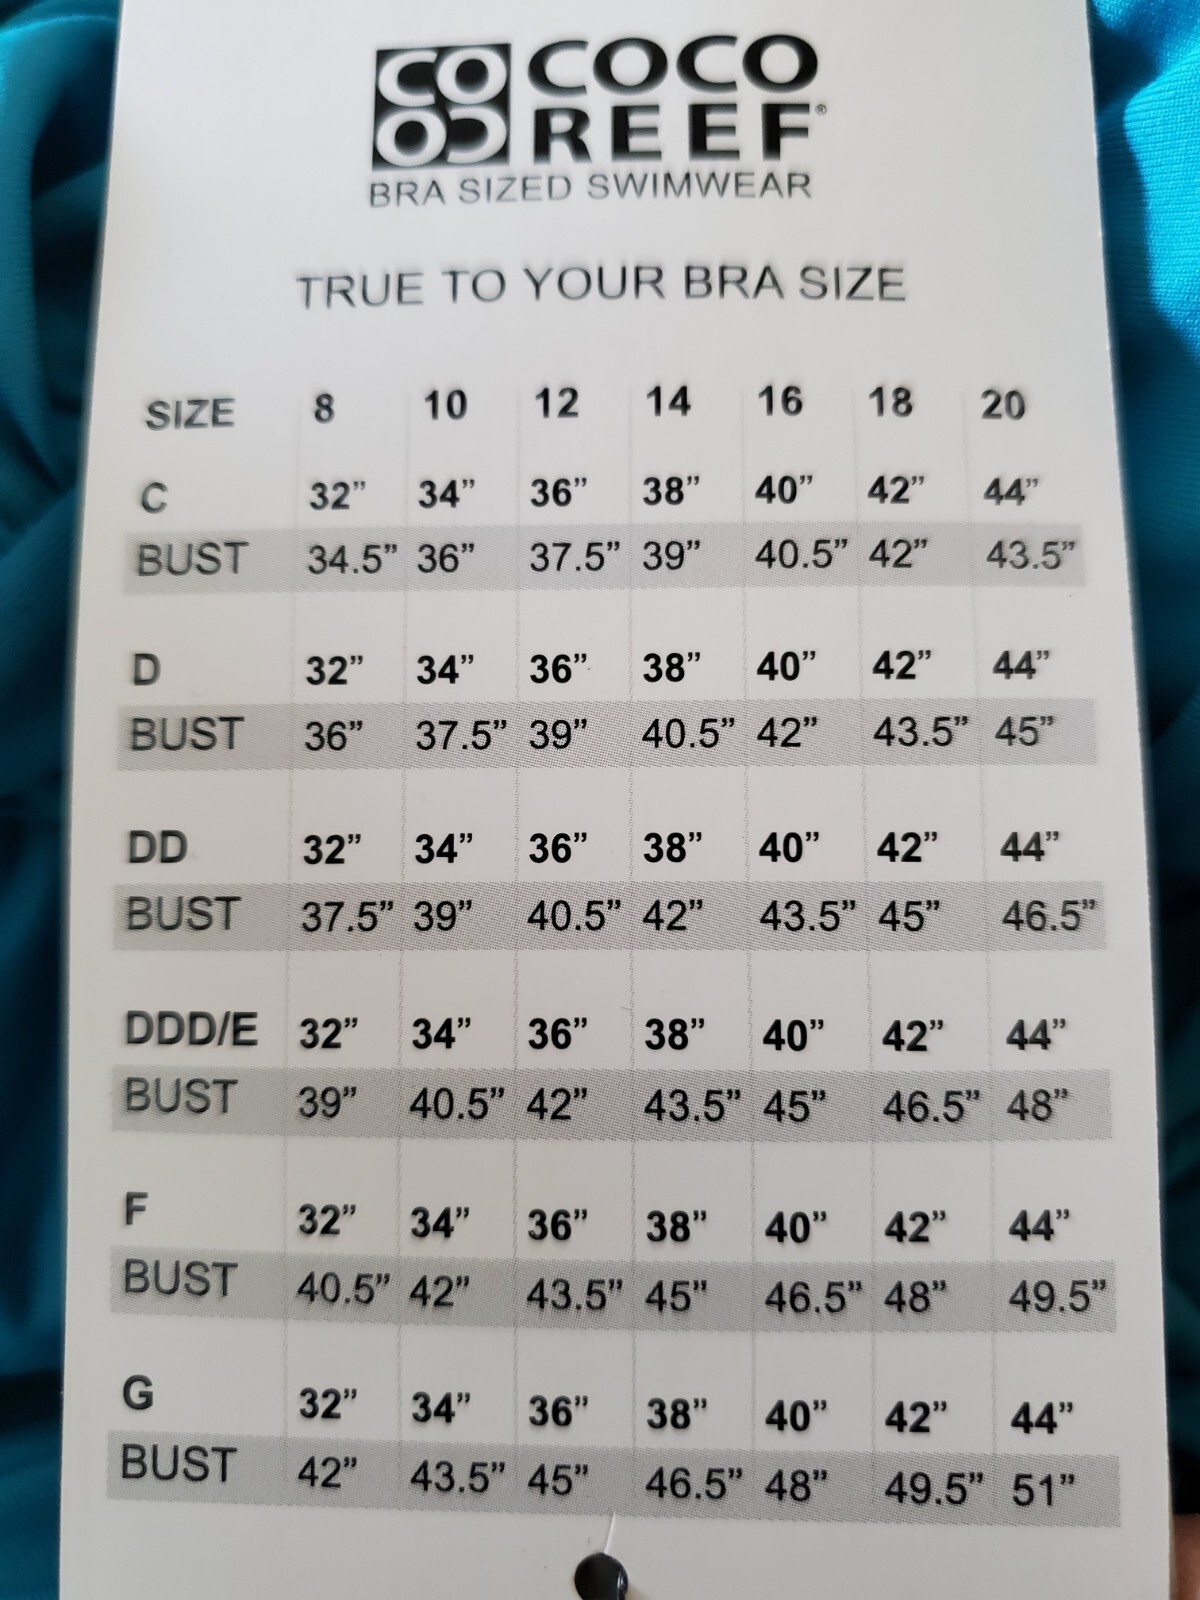 CO
OC
COCO
REEF®
BRA SIZED SWIMWEAR
TRUE TO YOUR BRA SIZE
SIZE 8 10 12 14 16 18 20
C 32” 34” 36” 38” 40” 42” 44”
BUST 34.5” 36” 37.5” 39” 40.5” 42” 43.5”
D 32” 34” 36” 38” 40” 42” 44”
BUST 36” 37.5” 39” 40.5” 42” 43.5” 45”
DD 32” 34” 36” 38” 40” 42” 44”
BUST 37.5” 39” 40.5” 42” 43.5” 45” 46.5”
DDD/E 32” 34” 36” 38” 40” 42” 44”
BUST 39” 40.5” 42” 43.5” 45” 46.5” 48”
F 32” 34” 36” 38” 40” 42” 44”
BUST 40.5” 42” 43.5” 45” 46.5” 48” 49.5”
G 32” 34” 36” 38” 40” 42” 44”
BUST 42” 43.5” 45” 46.5” 48” 49.5” 51”